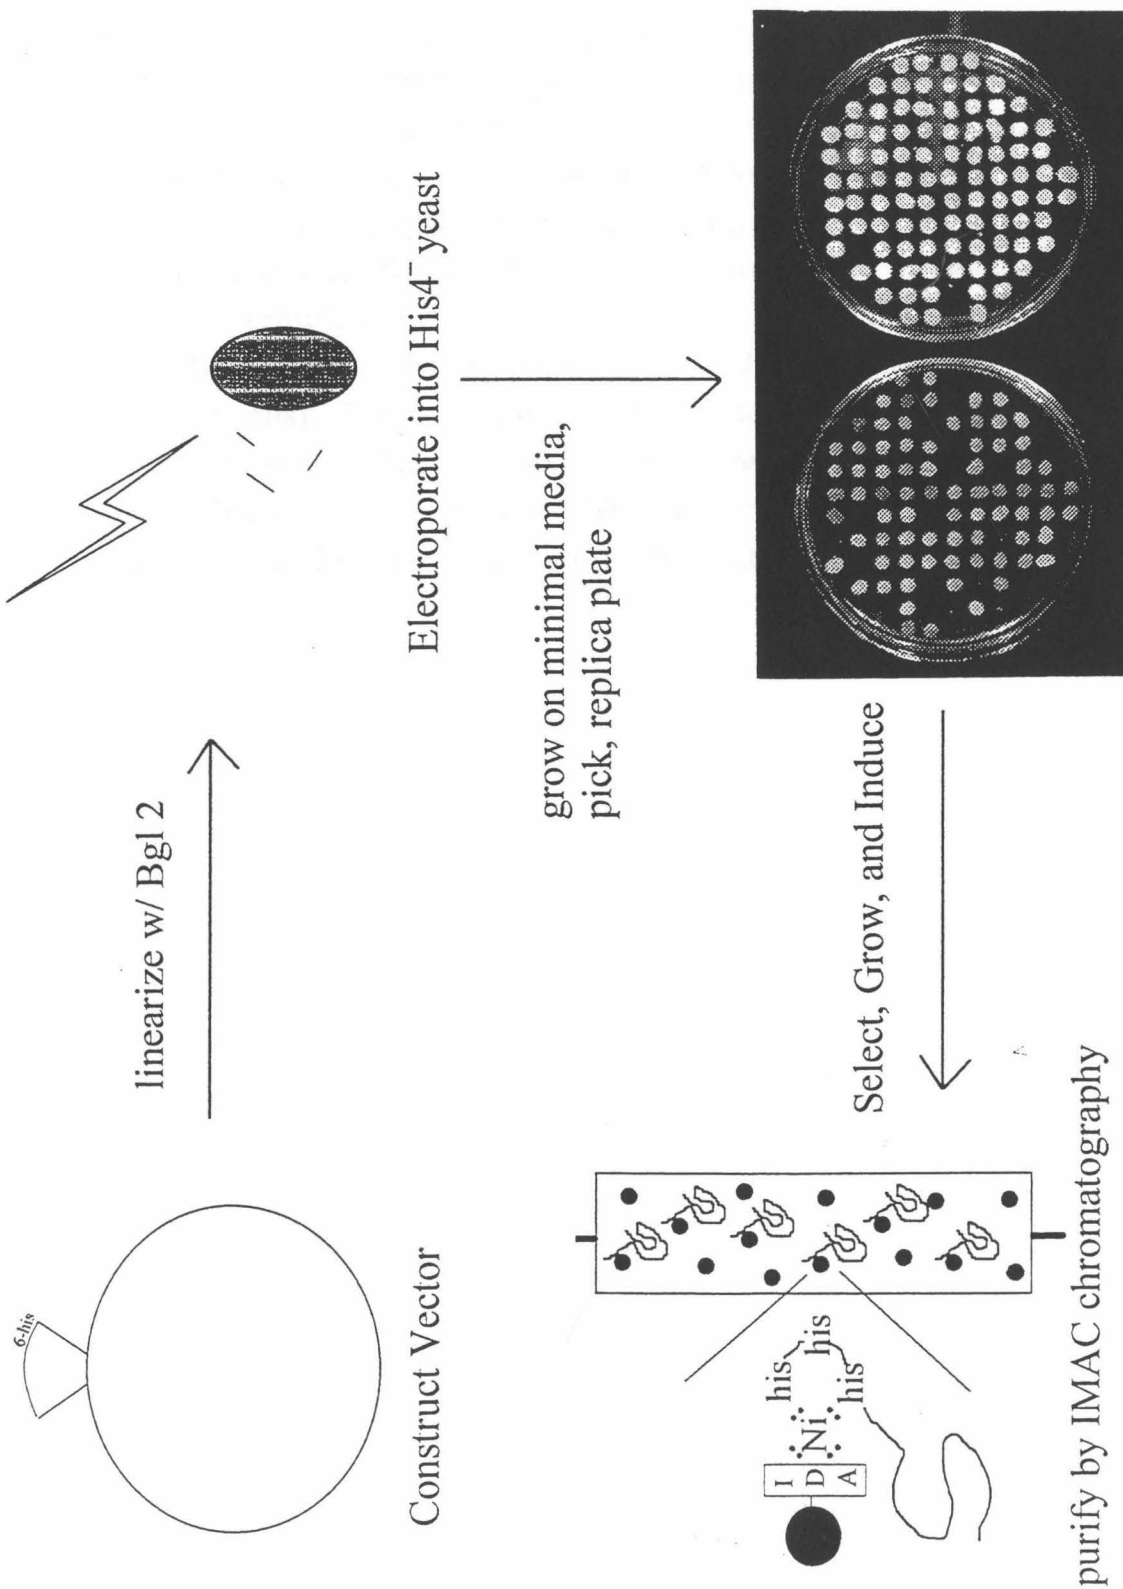 6-his
Construct Vector
linearize w/ Bgl 2
Electroporate into His4⁻ yeast
grow on minimal media,
pick, replica plate
Select, Grow, and Induce
I
D
A
Ni
his
his
his
purify by IMAC chromatography